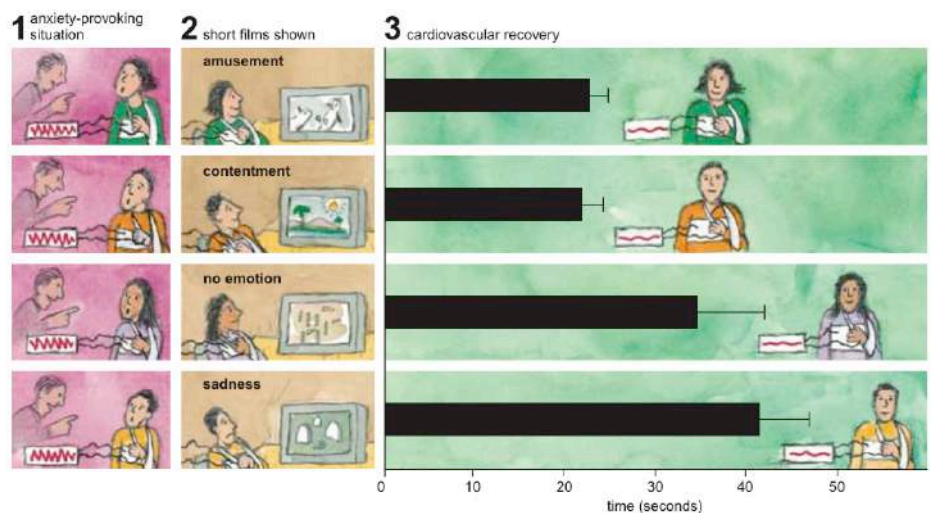 1 anxiety-provoking
situation
2 short films shown
3 cardiovascular recovery
amusement
contentment
no emotion
sadness
0 10 20 30 40 50
time (seconds)